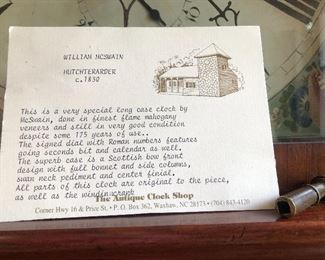 WILLIAM MCSWAIN
HUTCHTERARDER
c.1830
This is a very special long case clock by
McSwain, done in finest flame mahogany
veneers and still in very good condition
despite some 175 years of use..
The signed dial with Roman numbers features
going seconds bit and calendar as well.
The superb case is a Scottish bow front
design with full bonnet and side columns,
swan neck pediment and center finial.
All parts of this clock are original to the piece,
as well as the winding crank
The Antique Clock Shop
Corner Hwy 16 & Price St. • P. O. Box 362, Waxhaw, NC 28173 • (704) 843-4120